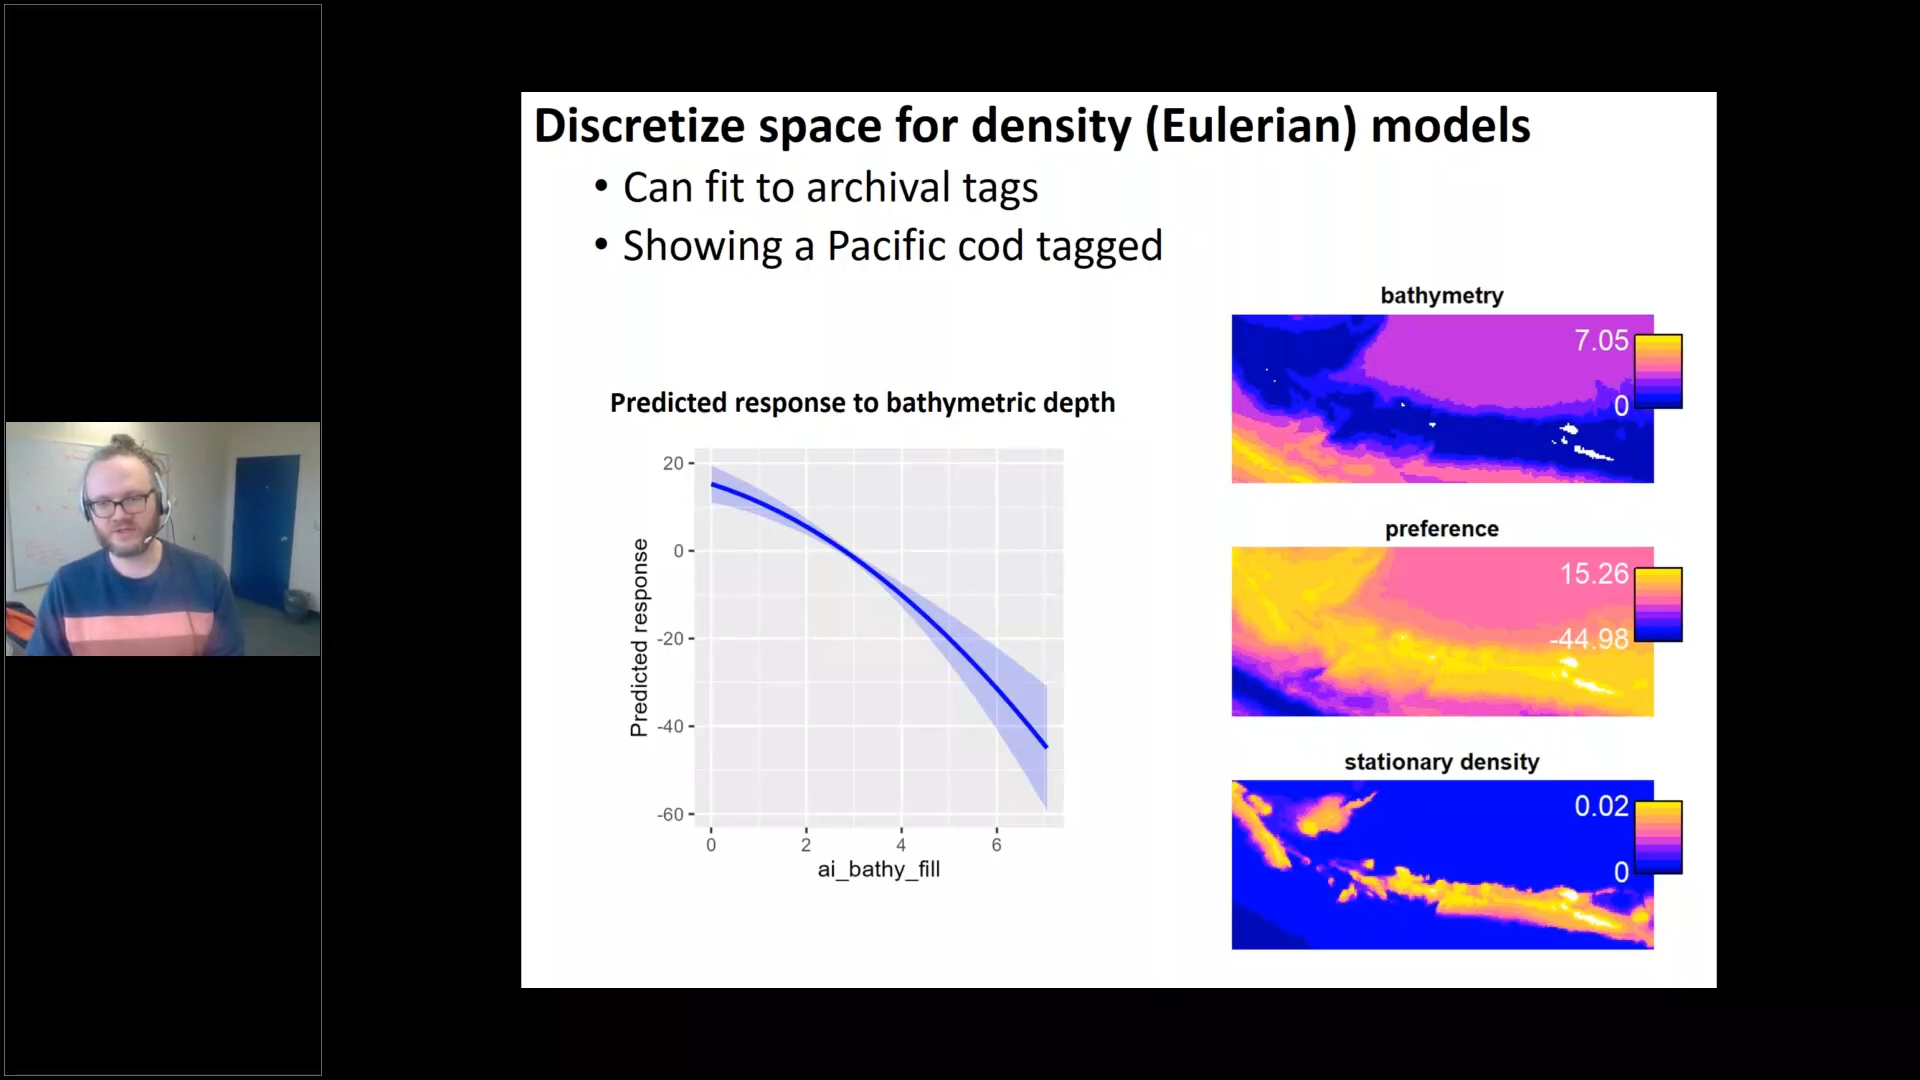 Discretize space for density (Eulerian) models
• Can fit to archival tags
• Showing a Pacific cod tagged
Predicted response to bathymetric depth
20
0
-20
-40
-60
Predicted response
0 2 4 6
ai_bathy_fill
bathymetry
7.05
0
preference
15.26
-44.98
stationary density
0.02
0